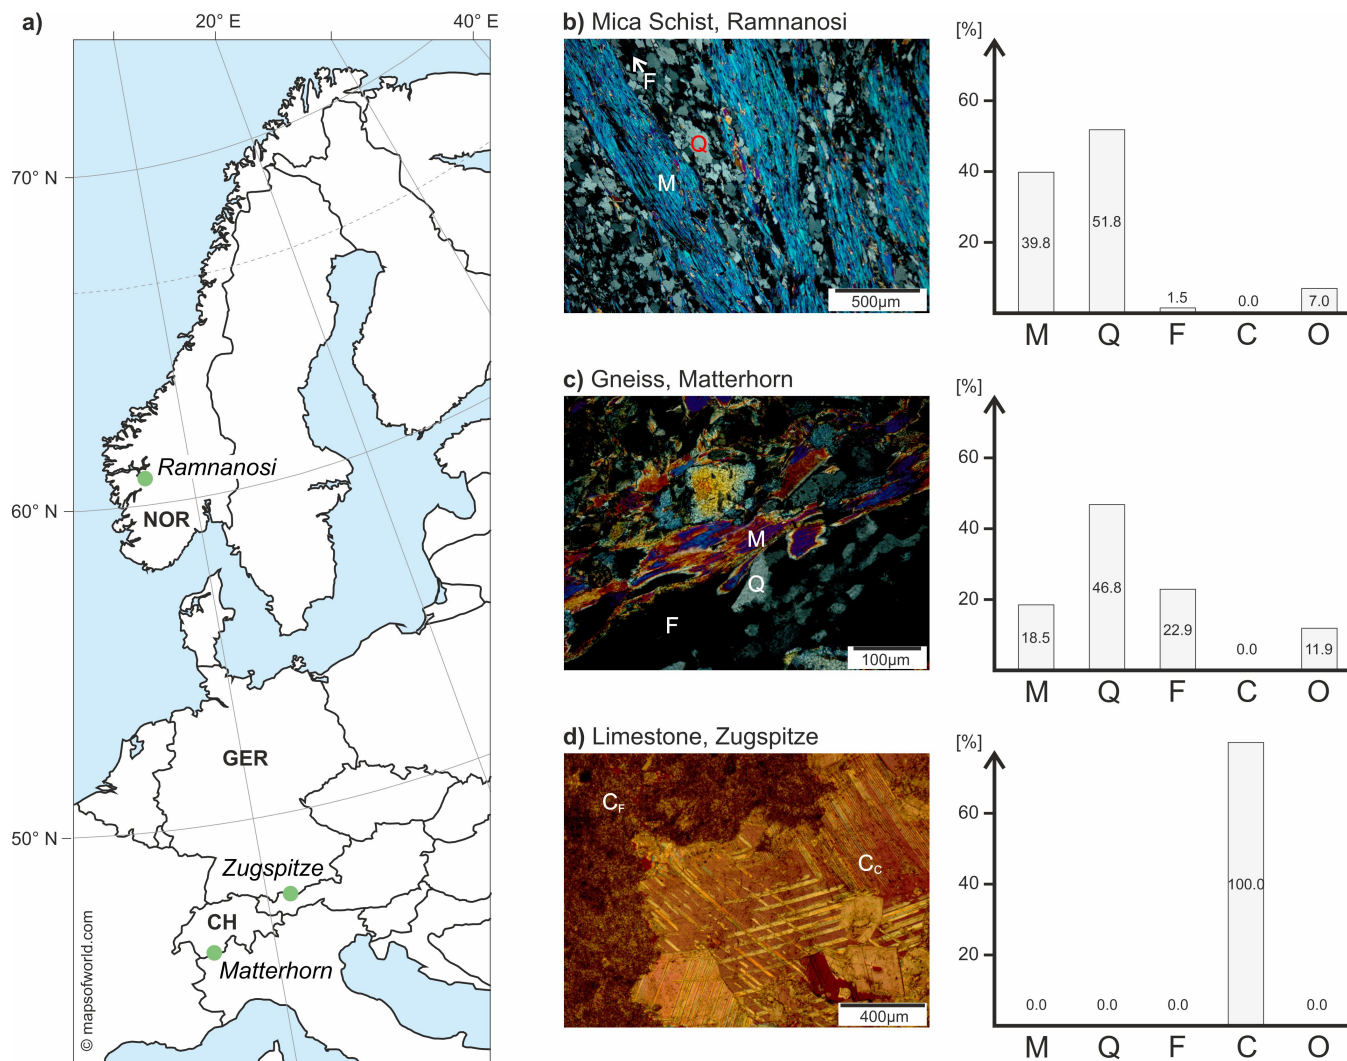 a)
20° E
40° E
70° N
60° N
50° N
Ramnanosi
NOR
GER
Zugspitze
CH
Matterhorn
© mapsofworld.com
b) Mica Schist, Ramnanosi
F
Q
M
500µm
[%]
60
40
20
39.8
51.8
1.5
0.0
7.0
M Q F C O
c) Gneiss, Matterhorn
M
Q
F
100µm
[%]
60
40
20
18.5
46.8
22.9
0.0
11.9
M Q F C O
d) Limestone, Zugspitze
CF
CC
400µm
[%]
60
40
20
0.0
0.0
0.0
100.0
0.0
M Q F C O